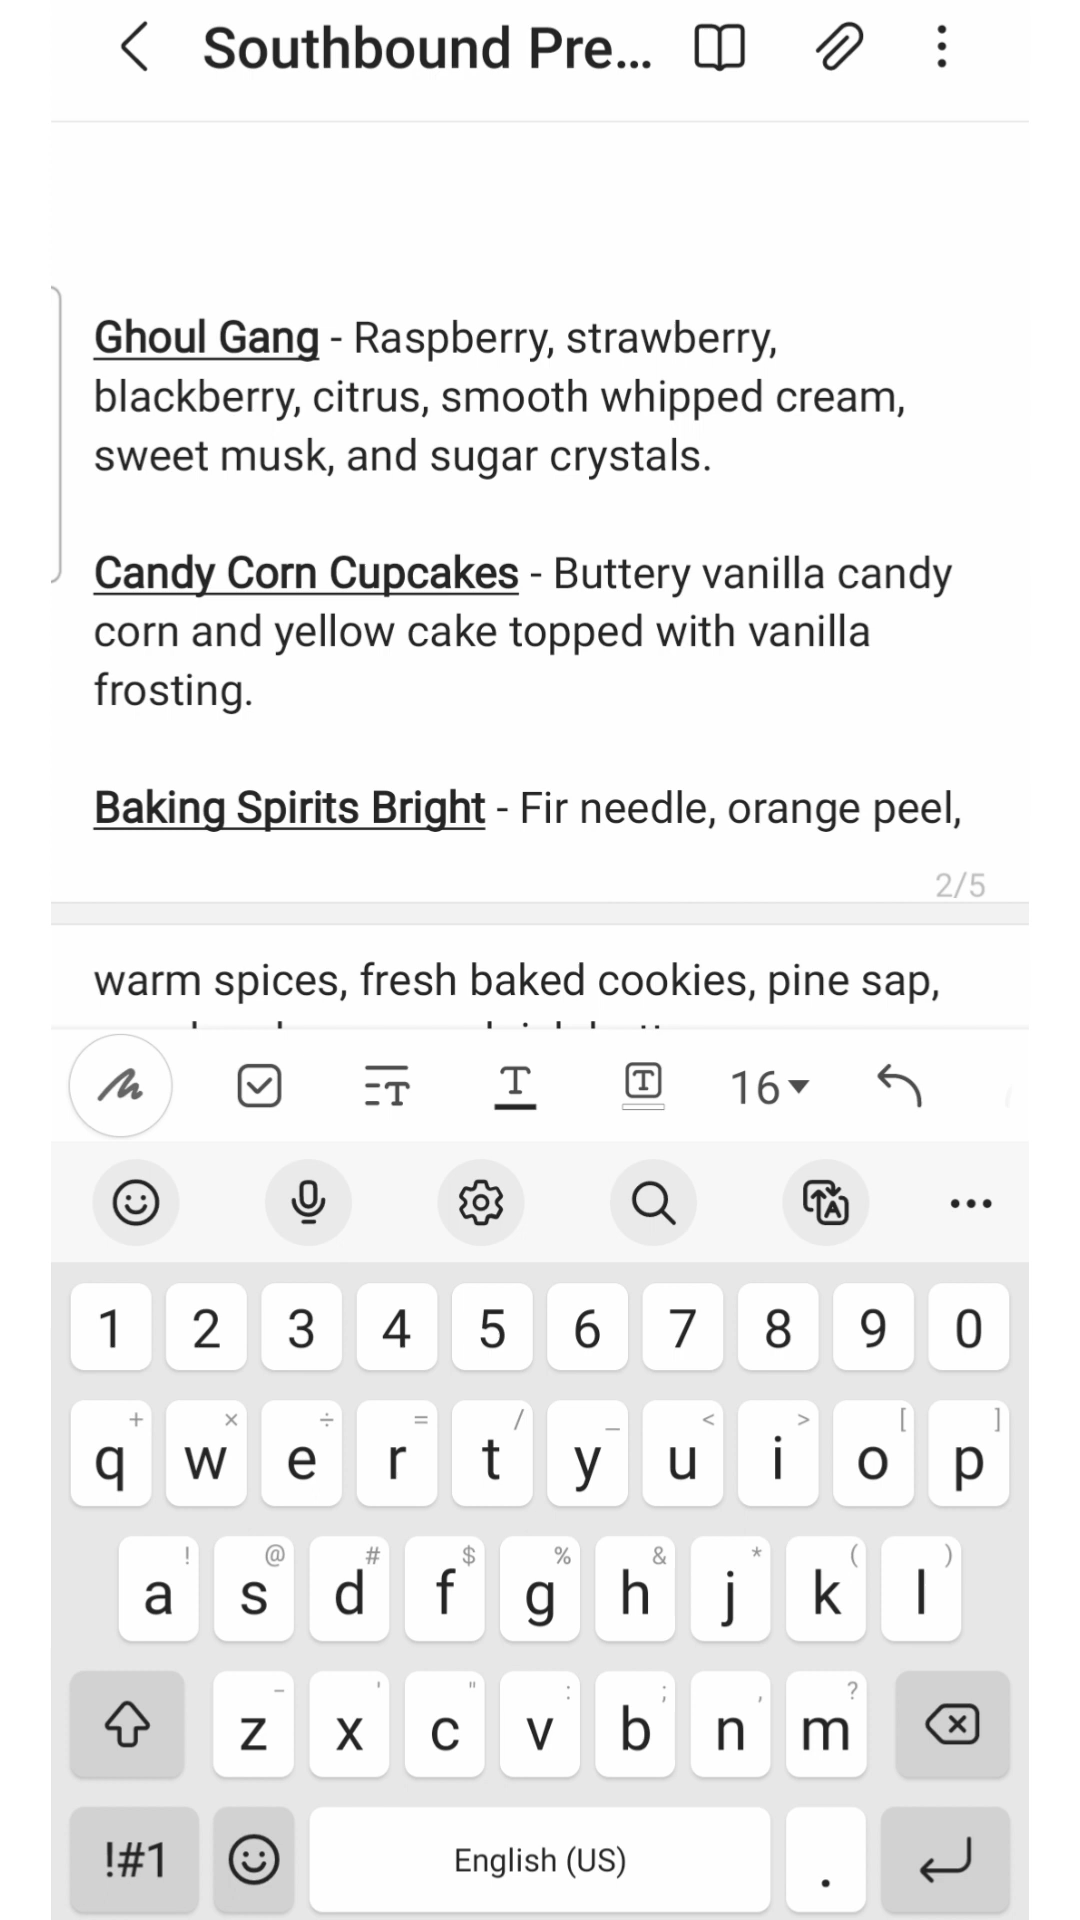 Southbound Pre...
Ghoul Gang - Raspberry, strawberry,
blackberry, citrus, smooth whipped cream,
sweet musk, and sugar crystals.
Candy Corn Cupcakes - Buttery vanilla candy
corn and yellow cake topped with vanilla
frosting.
Baking Spirits Bright - Fir needle, orange peel,
2/5
warm spices, fresh baked cookies, pine sap,
T T T 16
A
1 2 3 4 5 6 7 8 9 0
+ × ÷ = / _ < > [ ]
q w e r t y u i o p
! @ # $ % & * ( )
a s d f g h j k l
- ' " : ; , ?
z x c v b n m
!#1 English (US) .